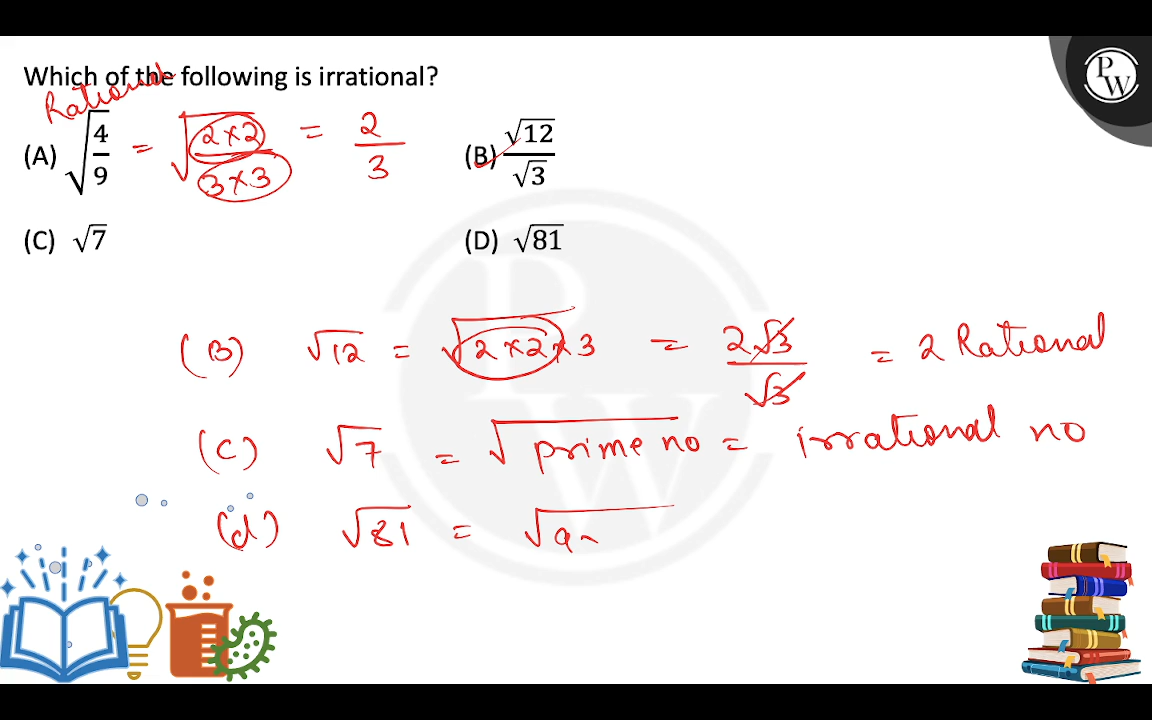 Which of the following is irrational?
Rational
(A) √(4/9) = √((2×2)/(3×3)) = 2/3
(B) √12/√3
(C) √7
(D) √81
(B) √12 = √(2×2×3) = 2√3/√3 = 2 Rational
(C) √7 = √prime no = irrational no
(d) √81 = √9×
PW